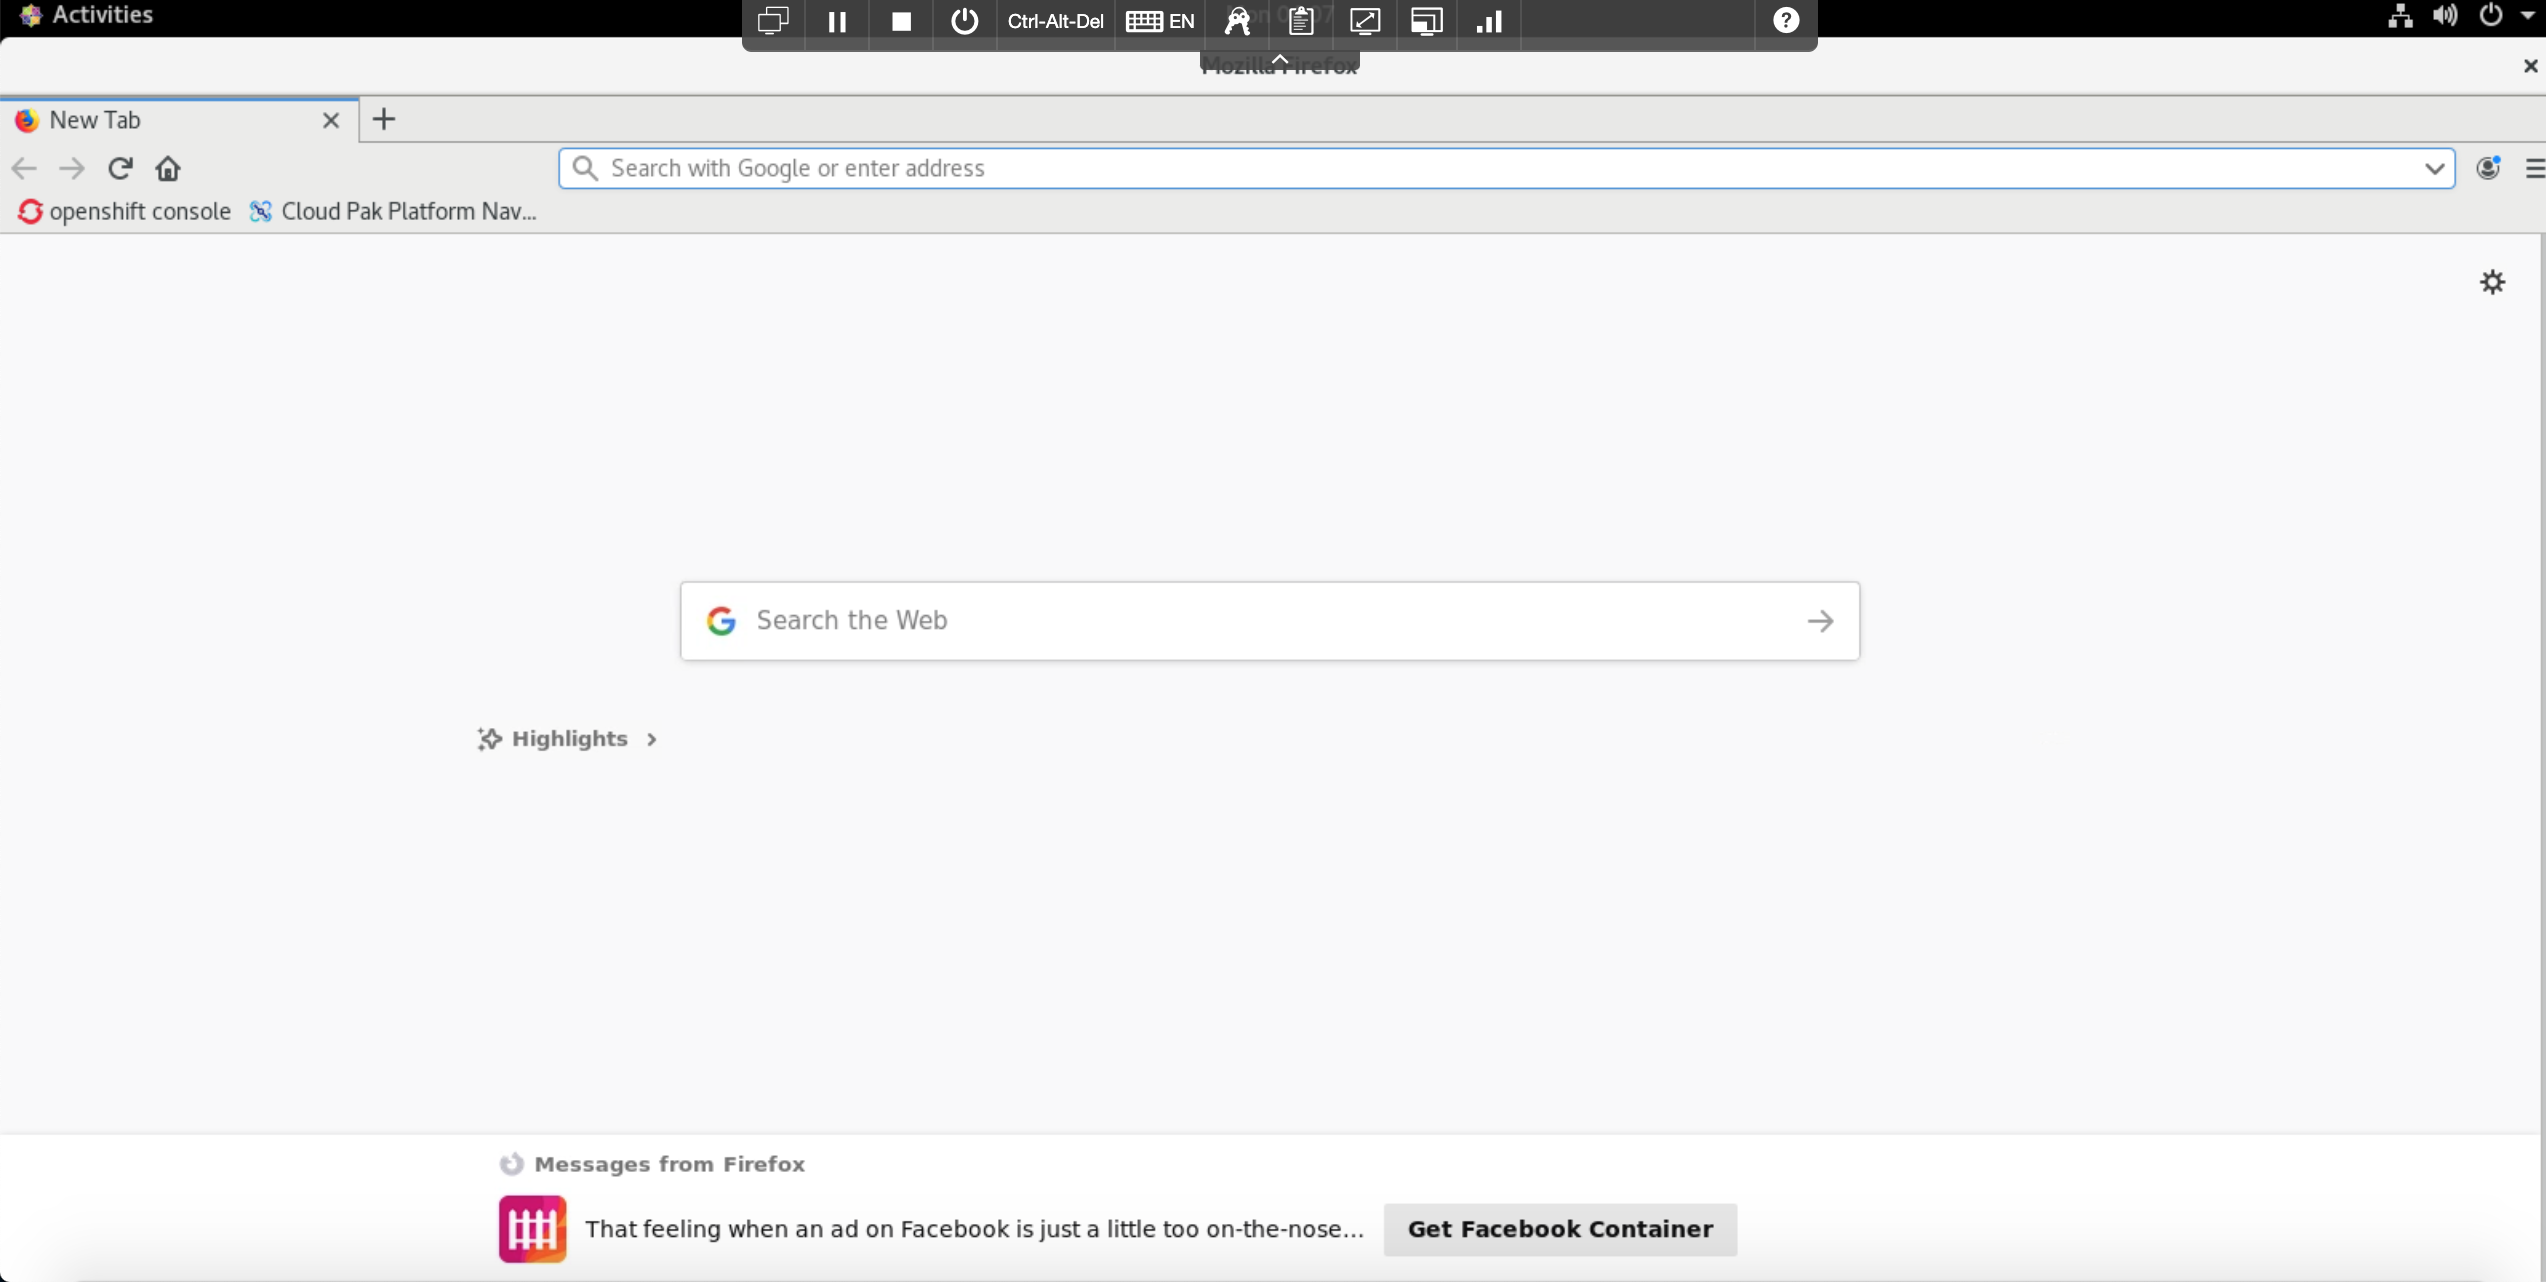 Activities
Ctrl-Alt-Del EN
Mozilla Firefox
New Tab
Search with Google or enter address
openshift console Cloud Pak Platform Nav...
Search the Web
Highlights
Messages from Firefox
That feeling when an ad on Facebook is just a little too on-the-nose...
Get Facebook Container